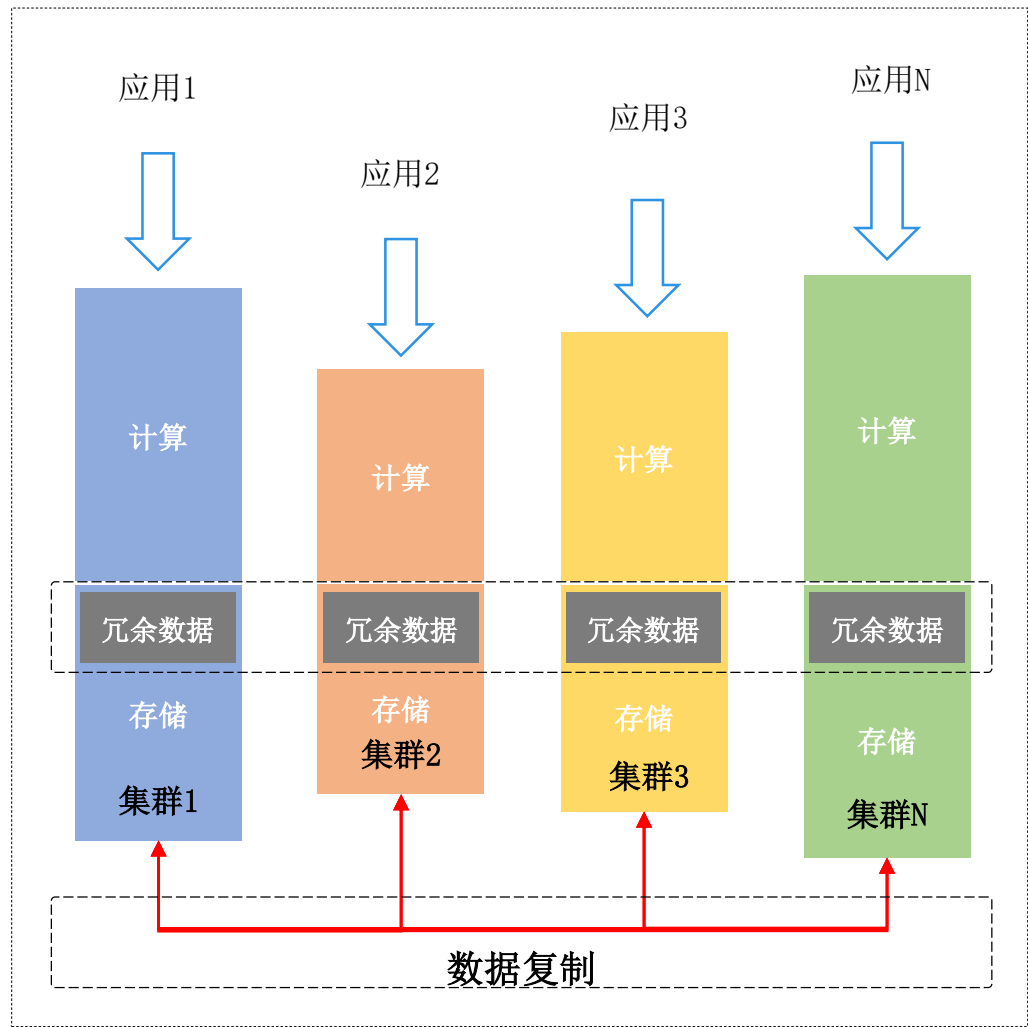 应用1
应用2
应用3
应用N
计算
计算
计算
计算
冗余数据
冗余数据
冗余数据
冗余数据
存储
存储
存储
存储
集群1
集群2
集群3
集群N
数据复制